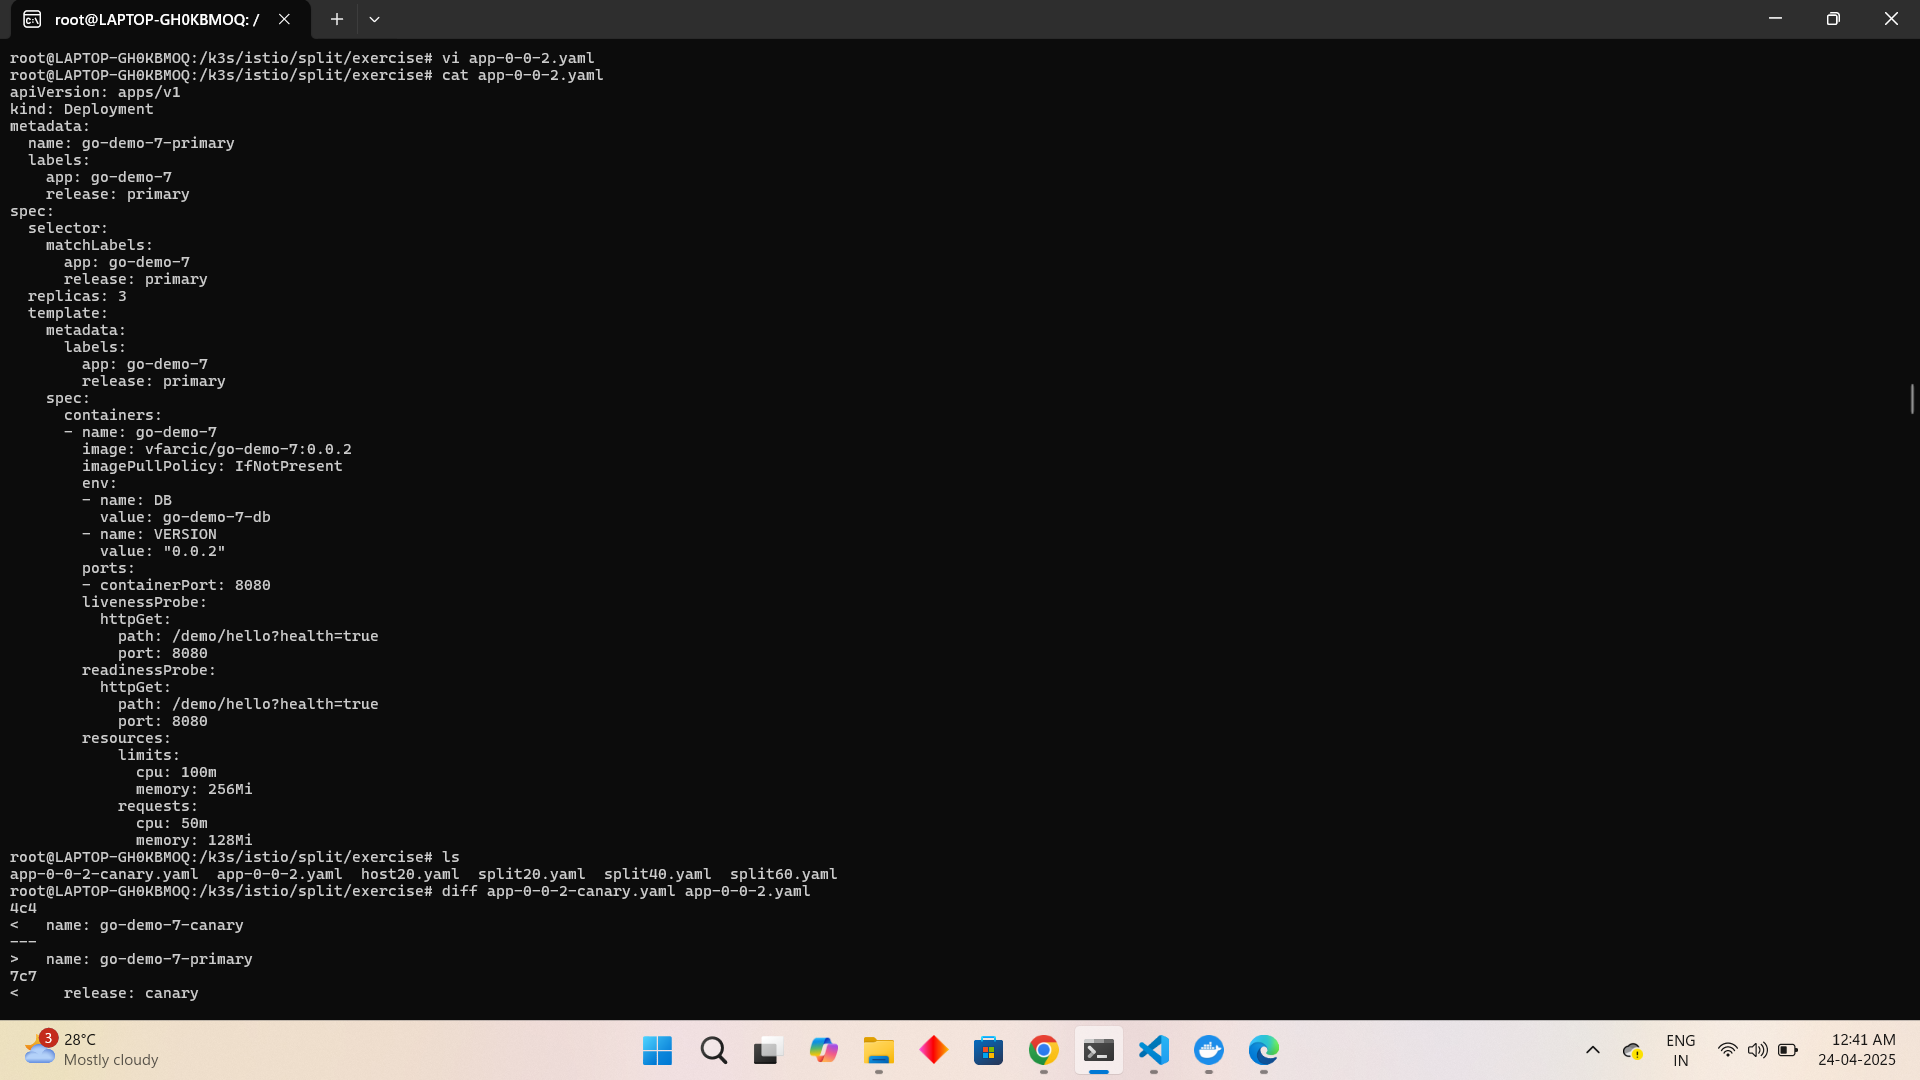 root@LAPTOP-GH0KBMOQ: /
root@LAPTOP-GH0KBMOQ:/k3s/istio/split/exercise# vi app-0-0-2.yaml
root@LAPTOP-GH0KBMOQ:/k3s/istio/split/exercise# cat app-0-0-2.yaml
apiVersion: apps/v1
kind: Deployment
metadata:
  name: go-demo-7-primary
  labels:
    app: go-demo-7
    release: primary
spec:
  selector:
    matchLabels:
      app: go-demo-7
      release: primary
  replicas: 3
  template:
    metadata:
      labels:
        app: go-demo-7
        release: primary
    spec:
      containers:
      - name: go-demo-7
        image: vfarcic/go-demo-7:0.0.2
        imagePullPolicy: IfNotPresent
        env:
        - name: DB
          value: go-demo-7-db
        - name: VERSION
          value: "0.0.2"
        ports:
        - containerPort: 8080
        livenessProbe:
          httpGet:
            path: /demo/hello?health=true
            port: 8080
        readinessProbe:
          httpGet:
            path: /demo/hello?health=true
            port: 8080
        resources:
            limits:
              cpu: 100m
              memory: 256Mi
            requests:
              cpu: 50m
              memory: 128Mi
root@LAPTOP-GH0KBMOQ:/k3s/istio/split/exercise# ls
app-0-0-2-canary.yaml  app-0-0-2.yaml  host20.yaml  split20.yaml  split40.yaml  split60.yaml
root@LAPTOP-GH0KBMOQ:/k3s/istio/split/exercise# diff app-0-0-2-canary.yaml app-0-0-2.yaml
4c4
<   name: go-demo-7-canary
---
>   name: go-demo-7-primary
7c7
<     release: canary
3
28°C
Mostly cloudy
ENG
IN
12:41 AM
24-04-2025